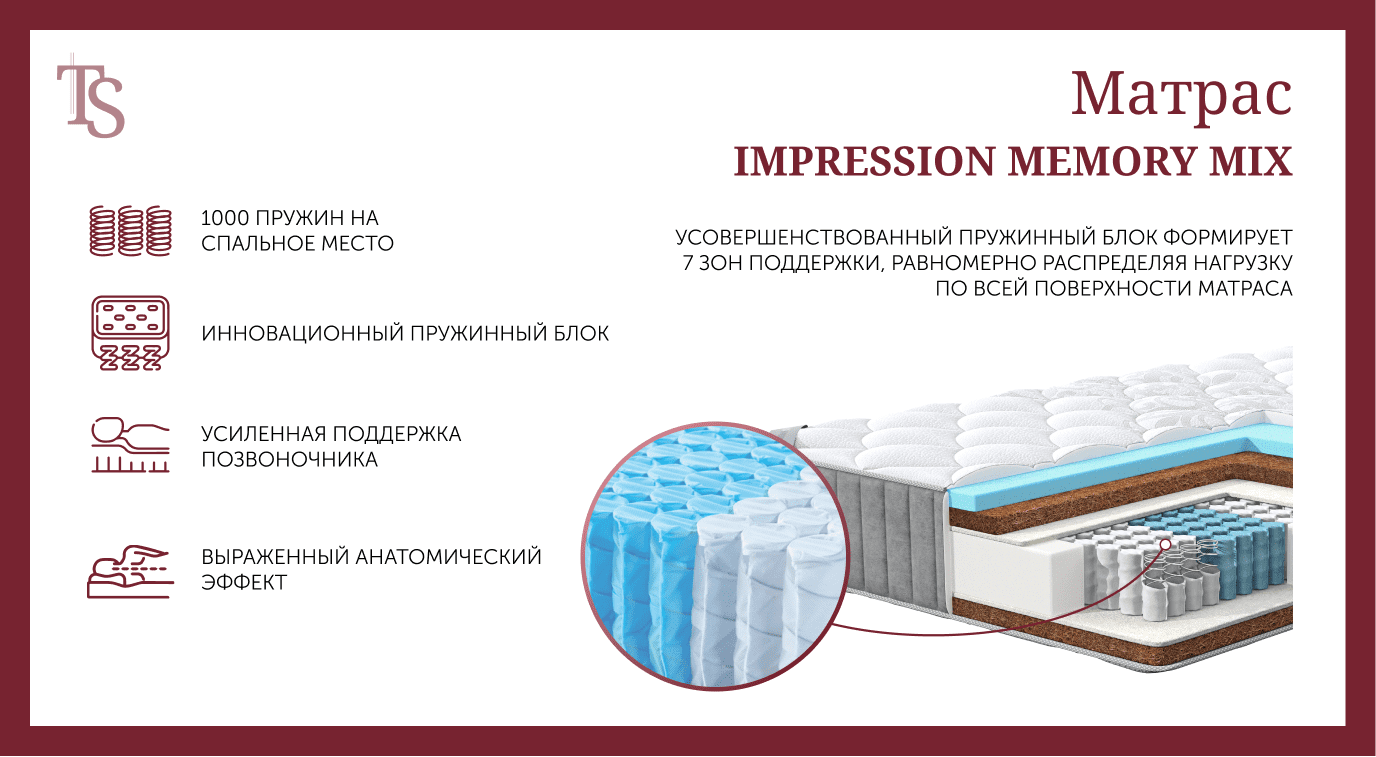 TS
Матрас
IMPRESSION MEMORY MIX
1000 ПРУЖИН НА
СПАЛЬНОЕ МЕСТО
ИННОВАЦИОННЫЙ ПРУЖИННЫЙ БЛОК
УСИЛЕННАЯ ПОДДЕРЖКА
ПОЗВОНОЧНИКА
ВЫРАЖЕННЫЙ АНАТОМИЧЕСКИЙ
ЭФФЕКТ
УСОВЕРШЕНСТВОВАННЫЙ ПРУЖИННЫЙ БЛОК ФОРМИРУЕТ
7 ЗОН ПОДДЕРЖКИ, РАВНОМЕРНО РАСПРЕДЕЛЯЯ НАГРУЗКУ
ПО ВСЕЙ ПОВЕРХНОСТИ МАТРАСА